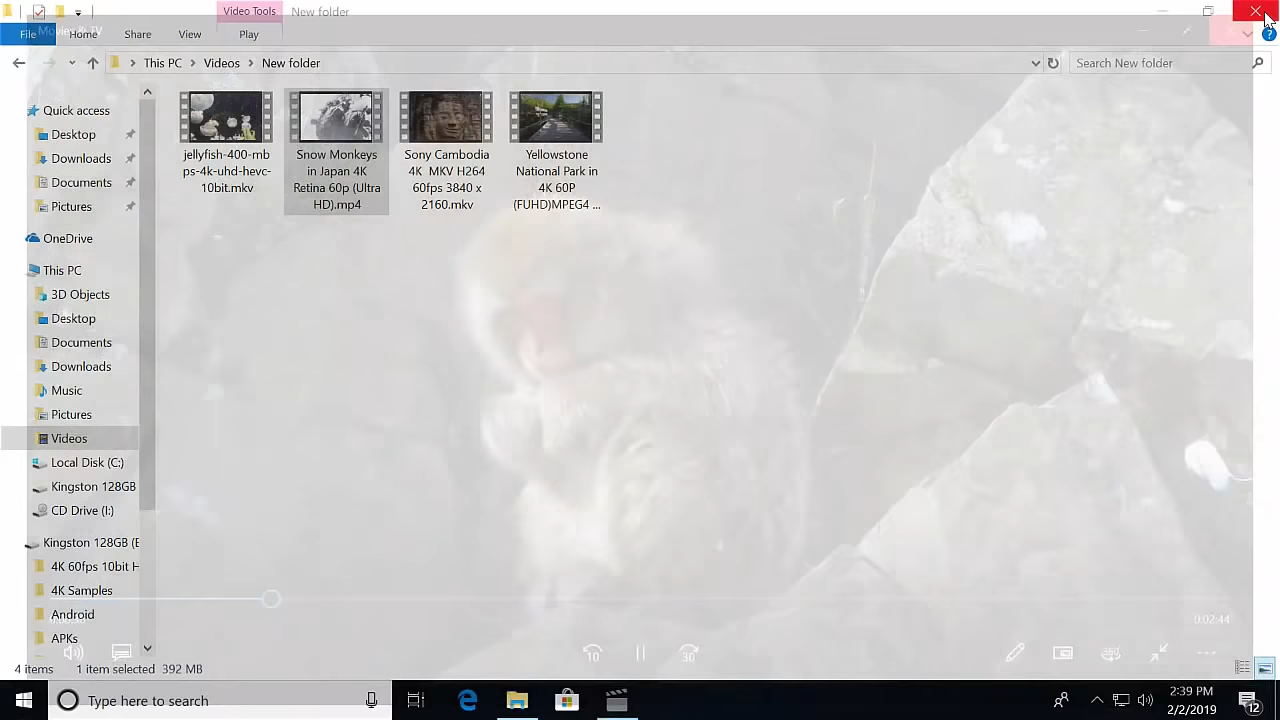 Video Tools
New folder
Movies & TV
File
Home
Share
View
Play
This PC
Videos
New folder
Search New folder
Quick access
Desktop
Downloads
Documents
Pictures
OneDrive
This PC
3D Objects
Desktop
Documents
Downloads
Music
Pictures
Videos
Local Disk (C:)
Kingston 128GB
CD Drive (I:)
Kingston 128GB (E
4K 60fps 10bit H
4K Samples
Android
APKs
jellyfish-400-mb
ps-4k-uhd-hevc-
10bit.mkv
Snow Monkeys
in Japan 4K
Retina 60p (Ultra
HD).mp4
Sony Cambodia
4K MKV H264
60fps 3840 x
2160.mkv
Yellowstone
National Park in
4K 60P
(FUHD)MPEG4 ...
0:02:44
10
30
360
4 items
1 item selected 392 MB
Type here to search
2:39 PM
2/2/2019
12